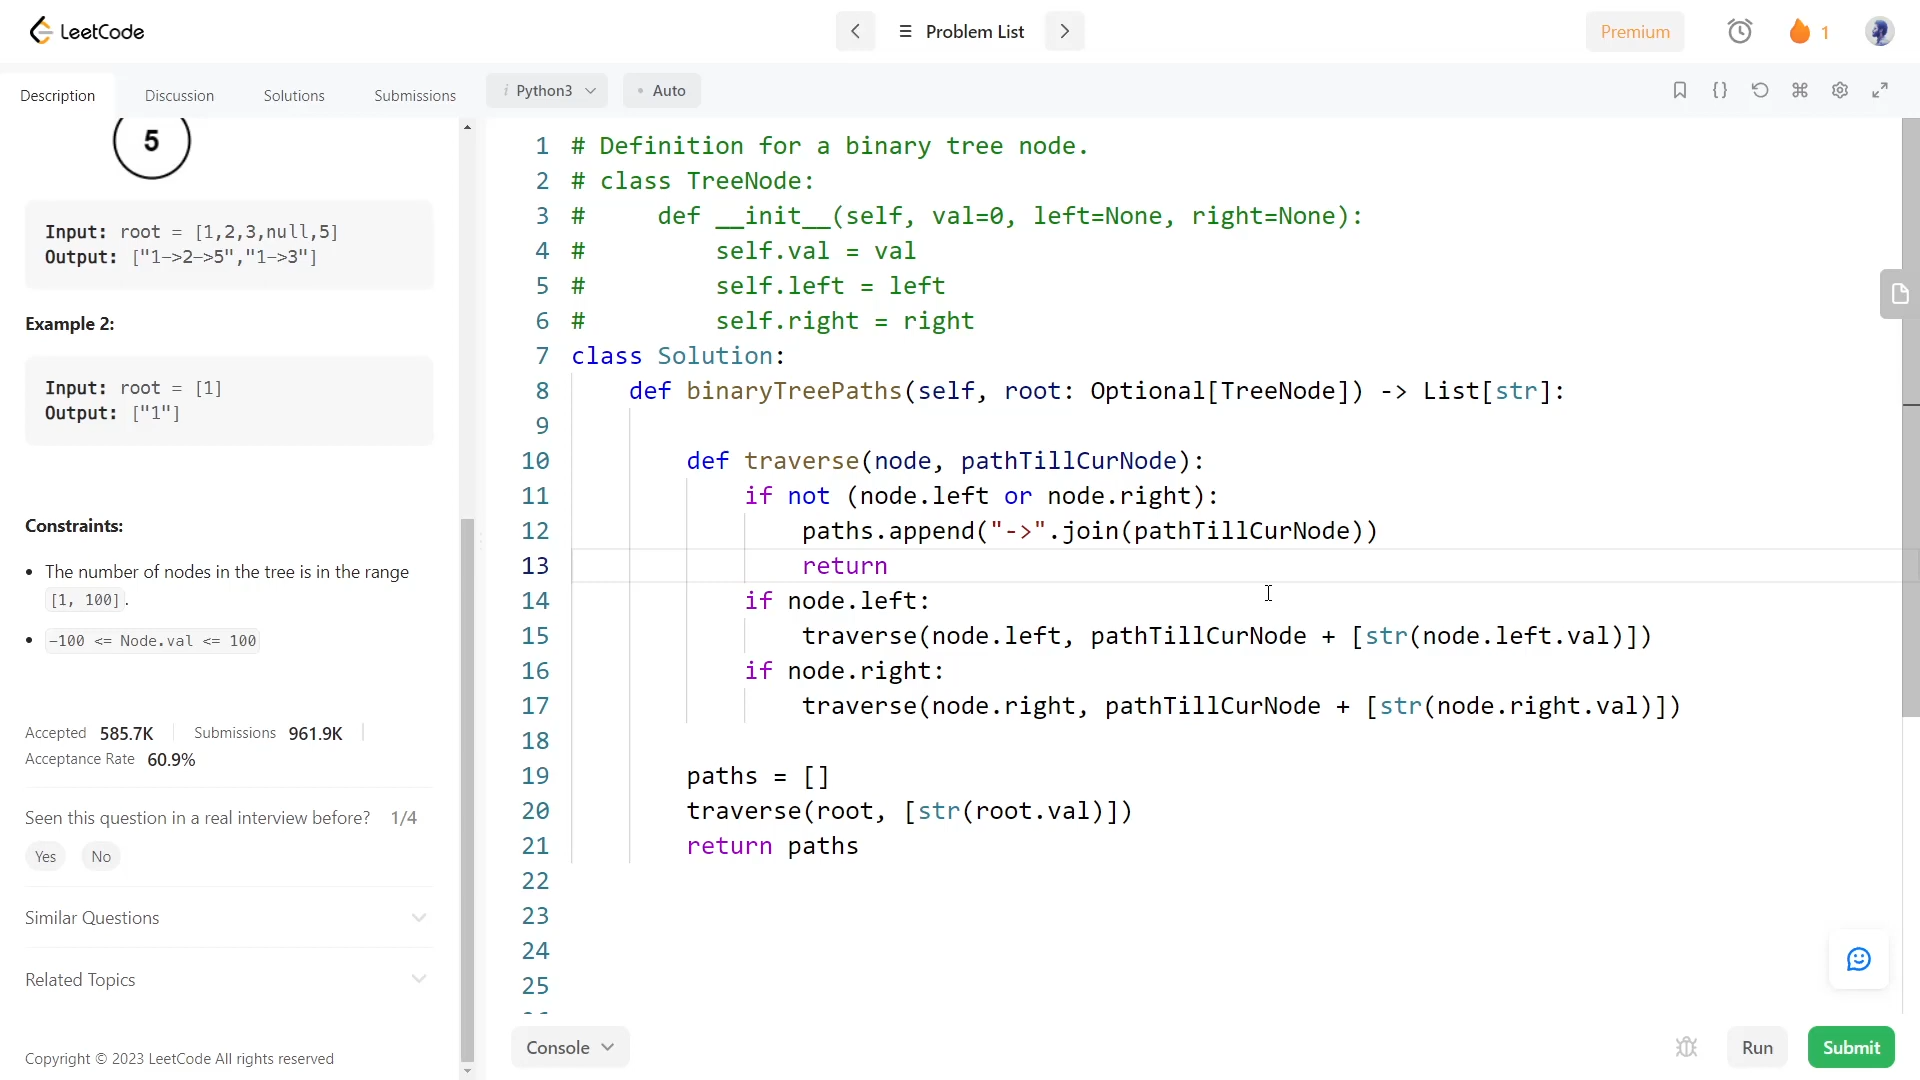 LeetCode
Problem List
Premium
1
Description
Discussion
Solutions
Submissions
i Python3
• Auto
{}
5
Input: root = [1,2,3,null,5]
Output: ["1->2->5","1->3"]
Example 2:
Input: root = [1]
Output: ["1"]
Constraints:
• The number of nodes in the tree is in the range
[1, 100].
• -100 <= Node.val <= 100
Accepted 585.7K
Submissions 961.9K
Acceptance Rate 60.9%
Seen this question in a real interview before? 1/4
Yes
No
Similar Questions
Related Topics
Copyright © 2023 LeetCode All rights reserved
1 # Definition for a binary tree node.
2 # class TreeNode:
3 #     def __init__(self, val=0, left=None, right=None):
4 #         self.val = val
5 #         self.left = left
6 #         self.right = right
7 class Solution:
8     def binaryTreePaths(self, root: Optional[TreeNode]) -> List[str]:
9
10         def traverse(node, pathTillCurNode):
11             if not (node.left or node.right):
12                 paths.append("->".join(pathTillCurNode))
13                 return
14             if node.left:
15                 traverse(node.left, pathTillCurNode + [str(node.left.val)])
16             if node.right:
17                 traverse(node.right, pathTillCurNode + [str(node.right.val)])
18
19         paths = []
20         traverse(root, [str(root.val)])
21         return paths
22
23
24
25
Console
Run
Submit